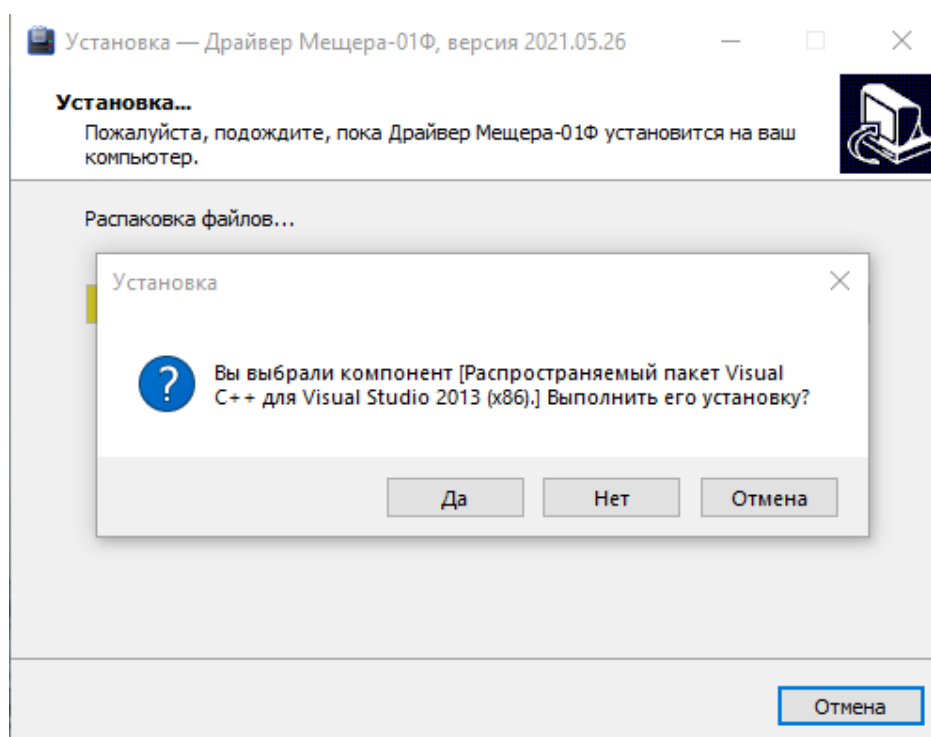 Установка — Драйвер Мещера-01Ф, версия 2021.05.26
Установка...
Пожалуйста, подождите, пока Драйвер Мещера-01Ф установится на ваш
компьютер.
Распаковка файлов...
Установка
Вы выбрали компонент [Распространяемый пакет Visual
C++ для Visual Studio 2013 (x86).] Выполнить его установку?
Да
Нет
Отмена
Отмена